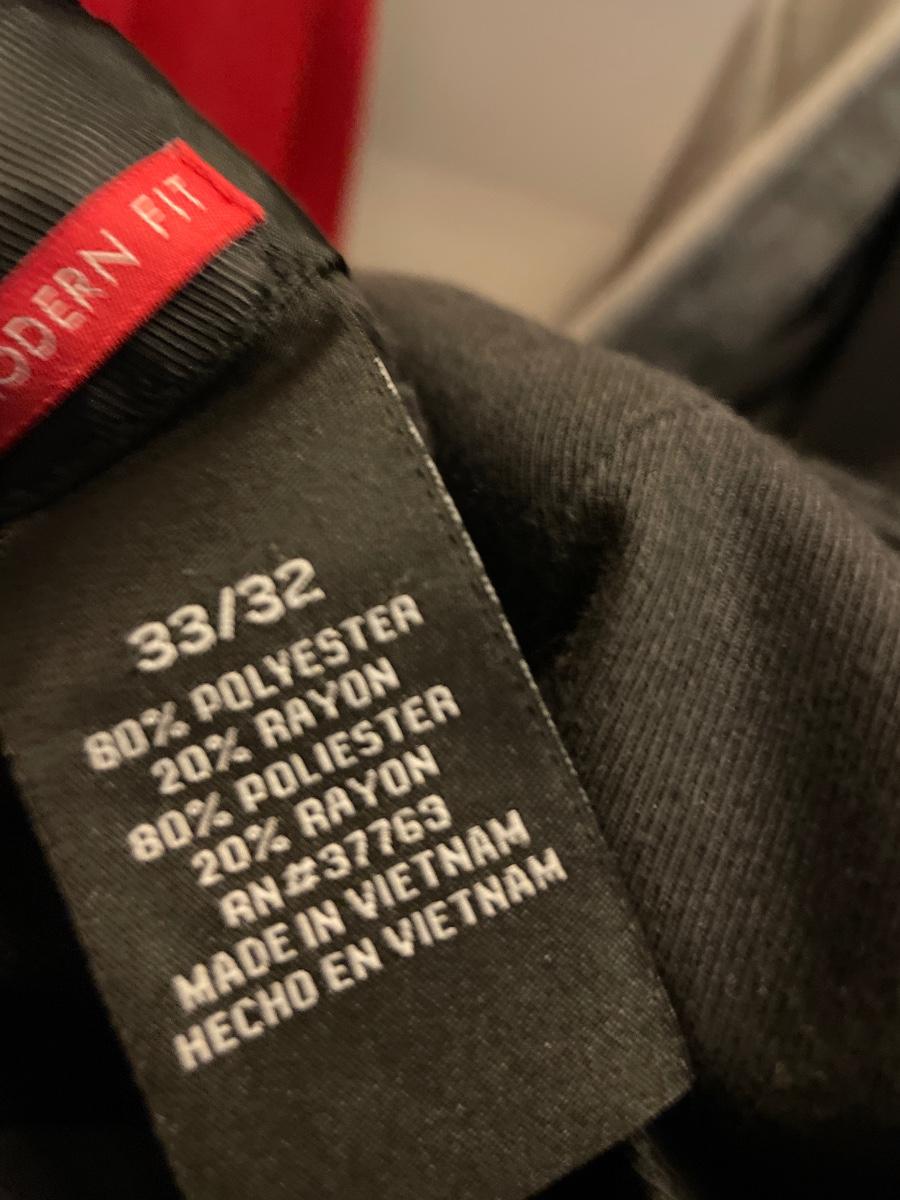 MODERN FIT
33/32
80% POLYESTER
20% RAYON
80% POLIESTER
20% RAYON
RN#37763
MADE IN VIETNAM
HECHO EN VIETNAM